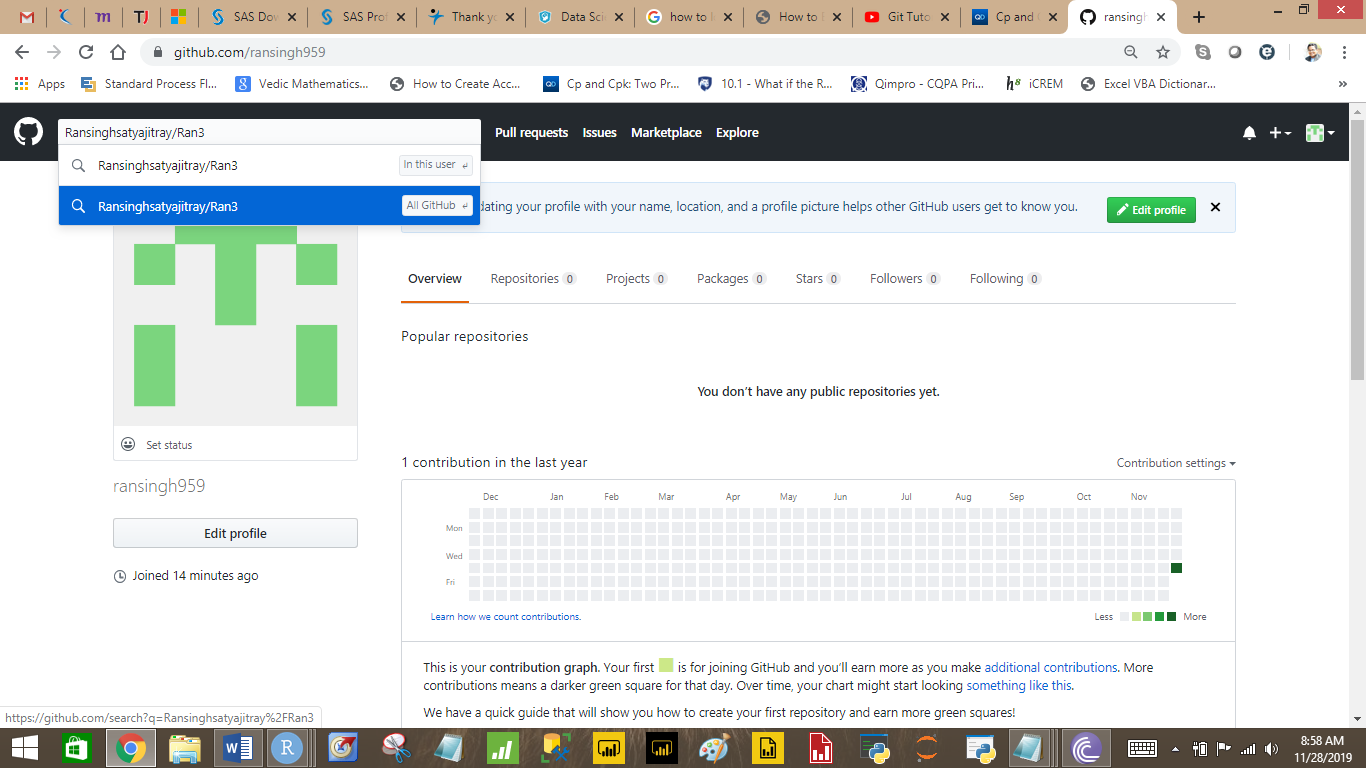 SAS Dow
SAS Prof
Thank yo
Data Scie
how to k
How to I
Git Tuto
Cp and C
ransingh
github.com/ransingh959
Apps
Standard Process Fl...
Vedic Mathematics...
How to Create Acc...
Cp and Cpk: Two Pr...
10.1 - What if the R...
Qimpro - CQPA Pri...
iCREM
Excel VBA Dictionar...
Ransinghsatyajitray/Ran3
Pull requests
Issues
Marketplace
Explore
Ransinghsatyajitray/Ran3
In this user
Ransinghsatyajitray/Ran3
All GitHub
dating your profile with your name, location, and a profile picture helps other GitHub users get to know you.
Edit profile
Overview
Repositories 0
Projects 0
Packages 0
Stars 0
Followers 0
Following 0
Popular repositories
You don't have any public repositories yet.
Set status
ransingh959
Edit profile
Joined 14 minutes ago
1 contribution in the last year
Contribution settings
Dec Jan Feb Mar Apr May Jun Jul Aug Sep Oct Nov
Mon
Wed
Fri
Learn how we count contributions.
Less
More
This is your contribution graph. Your first is for joining GitHub and you'll earn more as you make additional contributions. More
contributions means a darker green square for that day. Over time, your chart might start looking something like this.
We have a quick guide that will show you how to create your first repository and earn more green squares!
https://github.com/search?q=Ransinghsatyajitray%2FRan3
8:58 AM
11/28/2019